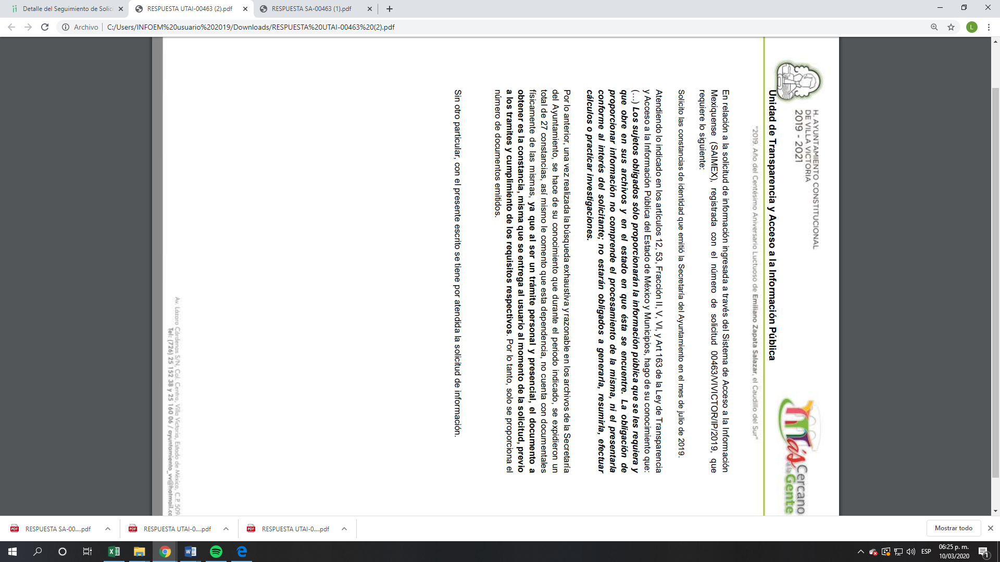 Detalle del Seguimiento de Solici
RESPUESTA UTAI-00463 (2).pdf
RESPUESTA SA-00463 (1).pdf
Archivo
C:/Users/INFOEM%20usuario%202019/Downloads/RESPUESTA%20UTAI-00463%20(2).pdf
L
H. AYUNTAMIENTO CONSTITUCIONAL
DE VILLA VICTORIA
2019 - 2021
más Cercano
a la Gente
Unidad de Transparencia y Acceso a la Información Pública
"2019. Año del Centésimo Aniversario Luctuoso de Emiliano Zapata Salazar, el Caudillo del Sur"
En relación a la solicitud de información ingresada a través del Sistema de Acceso a la Información
Mexiquense (SAIMEX), registrada con el número de solicitud 00463/VIVICTOR/IP/2019, que
requiere lo siguiente:
Solicito las constancias de identidad que emitió la Secretaría del Ayuntamiento en el mes de julio de 2019.
Atendiendo lo indicado en los artículos 12, 53, Fracción II, V, VI, y Art 163 de la Ley de Transparencia
y Acceso a la Información Pública del Estado de México y Municipios, hago de su conocimiento que:
(…) Los sujetos obligados sólo proporcionarán la información pública que se les requiera y
que obre en sus archivos y en el estado en que ésta se encuentre. La obligación de
proporcionar información no comprende el procesamiento de la misma, ni el presentarla
conforme al interés del solicitante; no estarán obligados a generarla, resumirla, efectuar
cálculos o practicar investigaciones.
Por lo anterior, una vez realizada la búsqueda exhaustiva y razonable en los archivos de la Secretaría
del Ayuntamiento, se hace de su conocimiento que durante el periodo indicado, se expidieron un
total de 27 constancias, así mismo le comento que esta dependencia, no cuenta con documentales
físicamente de las mismas, ya que al ser un trámite personal y presencial, el documento a
obtener es la constancia, misma que se entrega al usuario al momento de la solicitud, previo
a los tramites y cumplimiento de los requisitos respectivos. Por lo tanto, solo se proporciona el
número de documentos emitidos.
Sin otro particular, con el presente escrito se tiene por atendida la solicitud de información.
Av. Lázaro Cárdenas S/N, Col. Centro, Villa Victoria, Estado de México, C.P. 509
Tel: (726) 25 152 38 y 25 160 06 / ayuntamiento_vv@hotmail.co
RESPUESTA SA-00....pdf
RESPUESTA UTAI-0....pdf
RESPUESTA UTAI-0....pdf
Mostrar todo
ESP
06:25 p. m.
10/03/2020
1